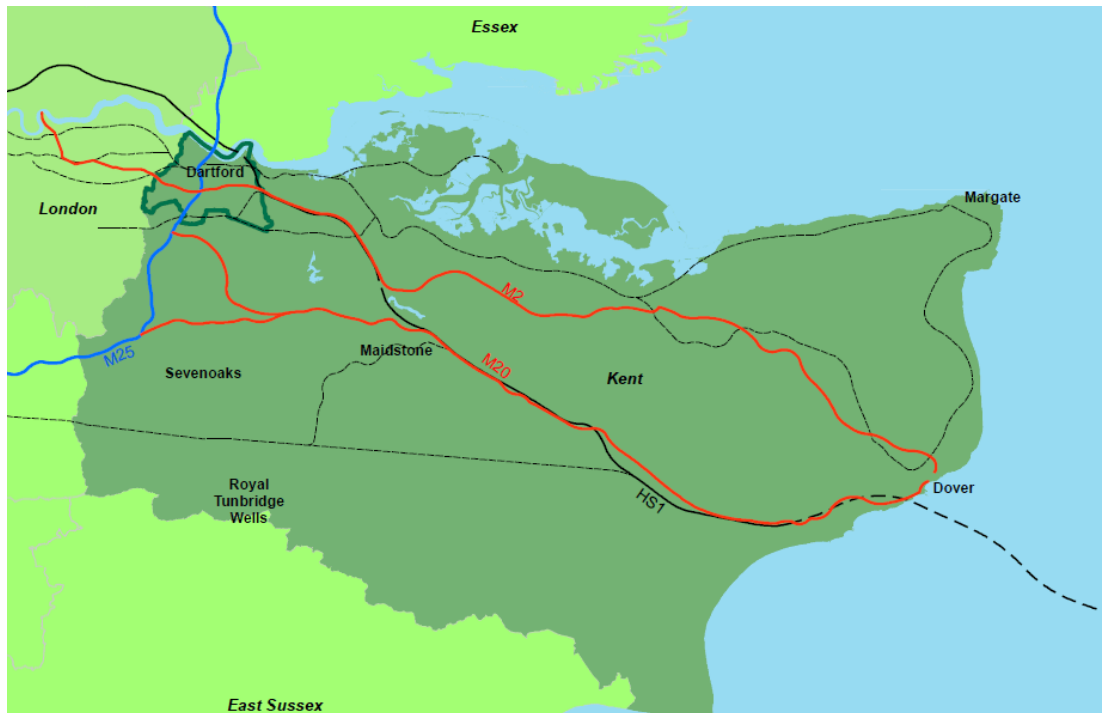 Essex
Dartford
London
Margate
M2
M25
Maidstone
M20
Sevenoaks
Kent
Royal
Tunbridge
Wells
HS1
Dover
East Sussex